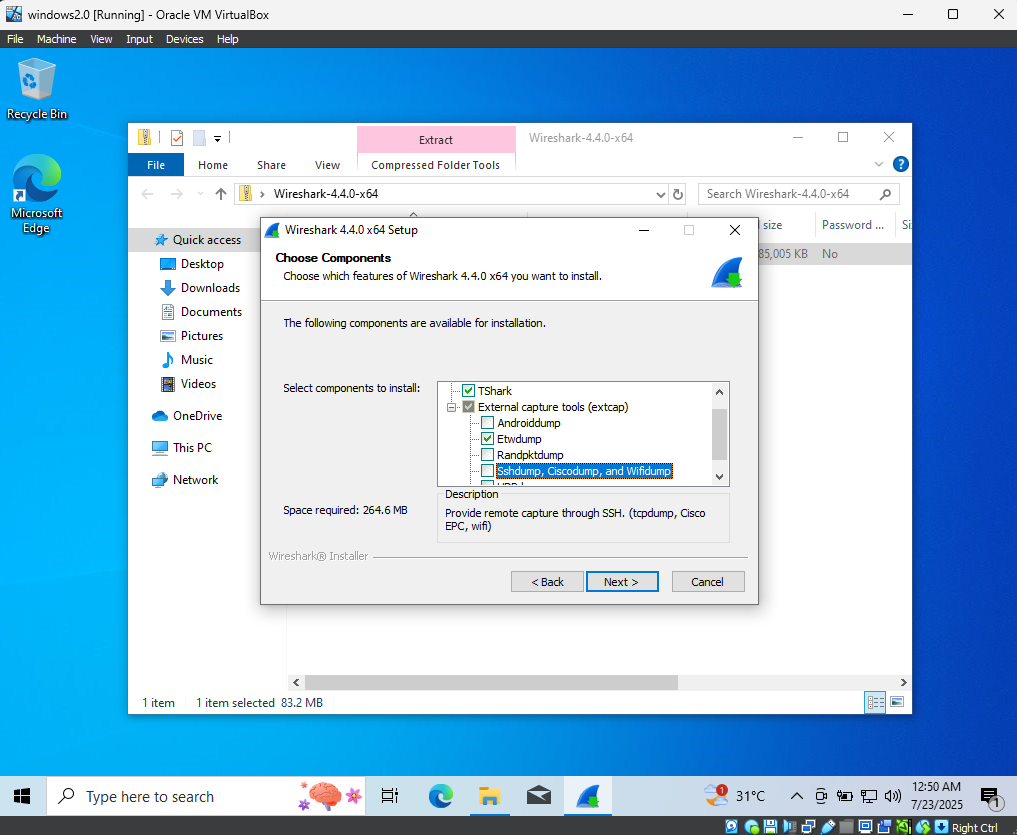 windows2.0 [Running] - Oracle VM VirtualBox
File Machine View Input Devices Help
Recycle Bin
Microsoft
Edge
Extract
Wireshark-4.4.0-x64
File Home Share View Compressed Folder Tools
Wireshark-4.4.0-x64
Search Wireshark-4.4.0-x64
size Password ...
85,005 KB No
Quick access
Desktop
Downloads
Documents
Pictures
Music
Videos
OneDrive
This PC
Network
Wireshark 4.4.0 x64 Setup
Choose Components
Choose which features of Wireshark 4.4.0 x64 you want to install.
The following components are available for installation.
Select components to install:
TShark
External capture tools (extcap)
Androiddump
Etwdump
Randpktdump
Sshdump, Ciscodump, and Wifidump
Space required: 264.6 MB
Description
Provide remote capture through SSH. (tcpdump, Cisco
EPC, wifi)
Wireshark® Installer
< Back Next > Cancel
1 item 1 item selected 83.2 MB
Type here to search
1
31°C
12:50 AM
7/23/2025
1
Right Ctrl